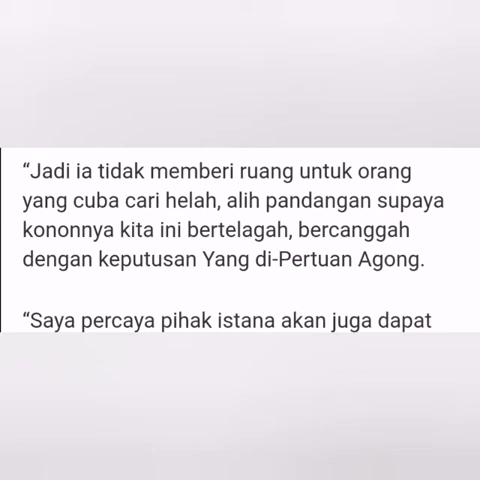 “Jadi ia tidak memberi ruang untuk orang
yang cuba cari helah, alih pandangan supaya
kononnya kita ini bertelagah, bercanggah
dengan keputusan Yang di-Pertuan Agong.
“Saya percaya pihak istana akan juga dapat